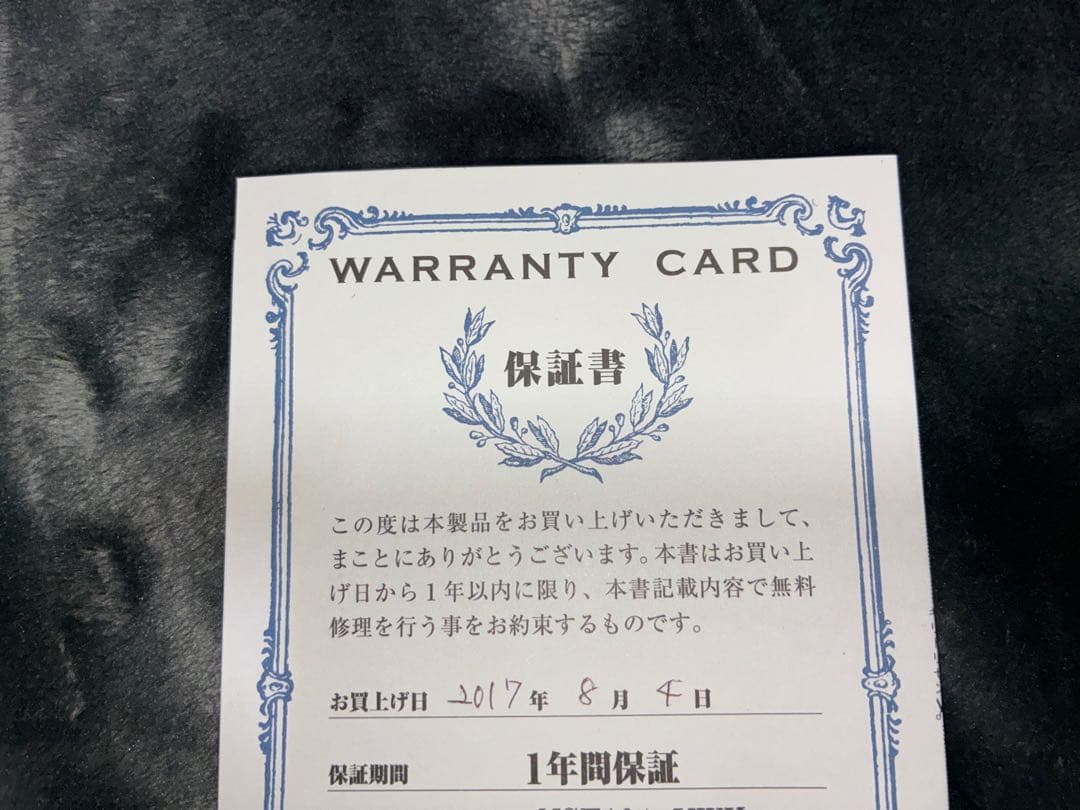 WARRANTY CARD
保証書
この度は本製品をお買い上げいただきまして、
まことにありがとうございます。本書はお買い上
げ日から1年以内に限り、本書記載内容で無料
修理を行う事をお約束するものです。
お買上げ日 2017年 8月 4日
保証期間 1年間保証